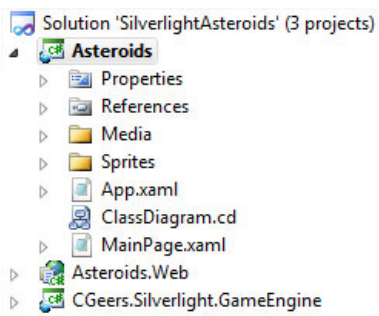 Solution 'SilverlightAsteroids' (3 projects)
Asteroids
Properties
References
Media
Sprites
App.xaml
ClassDiagram.cd
MainPage.xaml
Asteroids.Web
CGeers.Silverlight.GameEngine